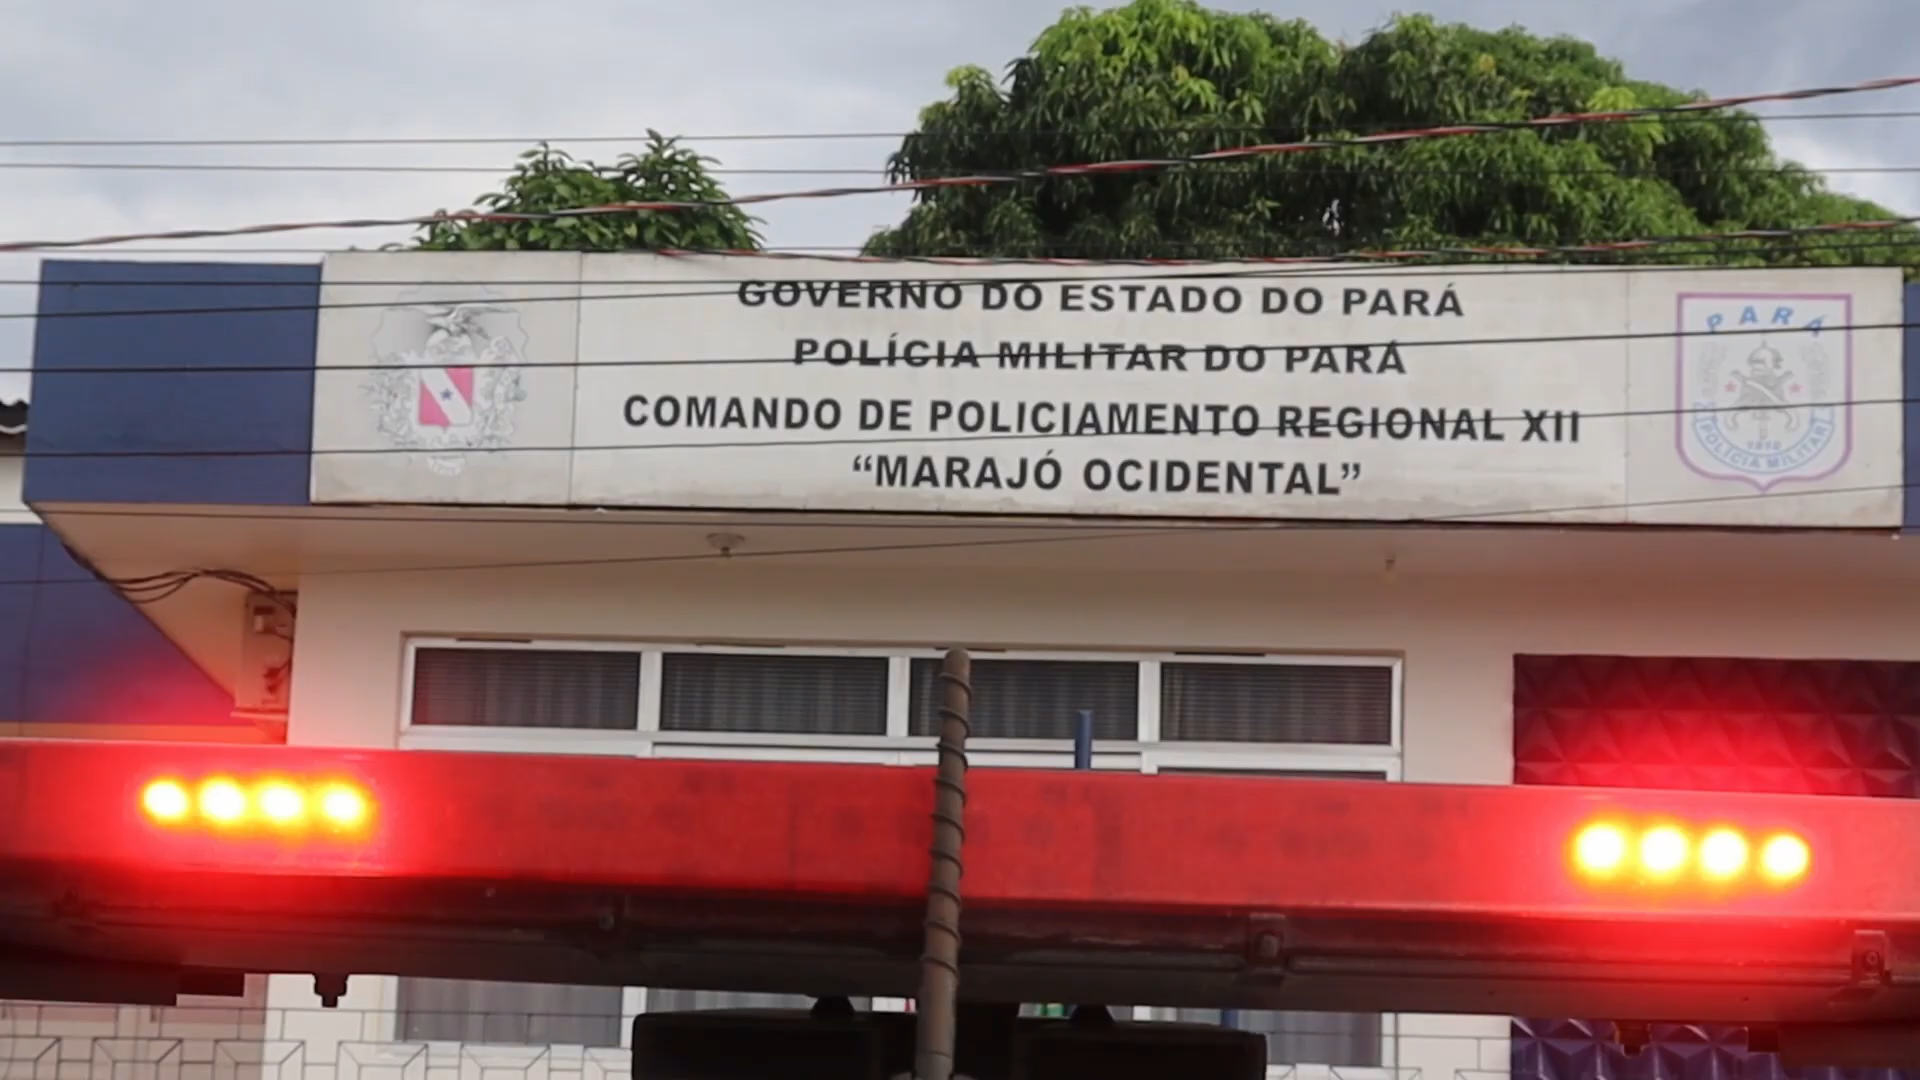 GOVERNO DO ESTADO DO PARÁ
POLÍCIA MILITAR DO PARÁ
COMANDO DE POLICIAMENTO REGIONAL XII
“MARAJÓ OCIDENTAL”
PARÁ
1818
POLÍCIA MILITAR